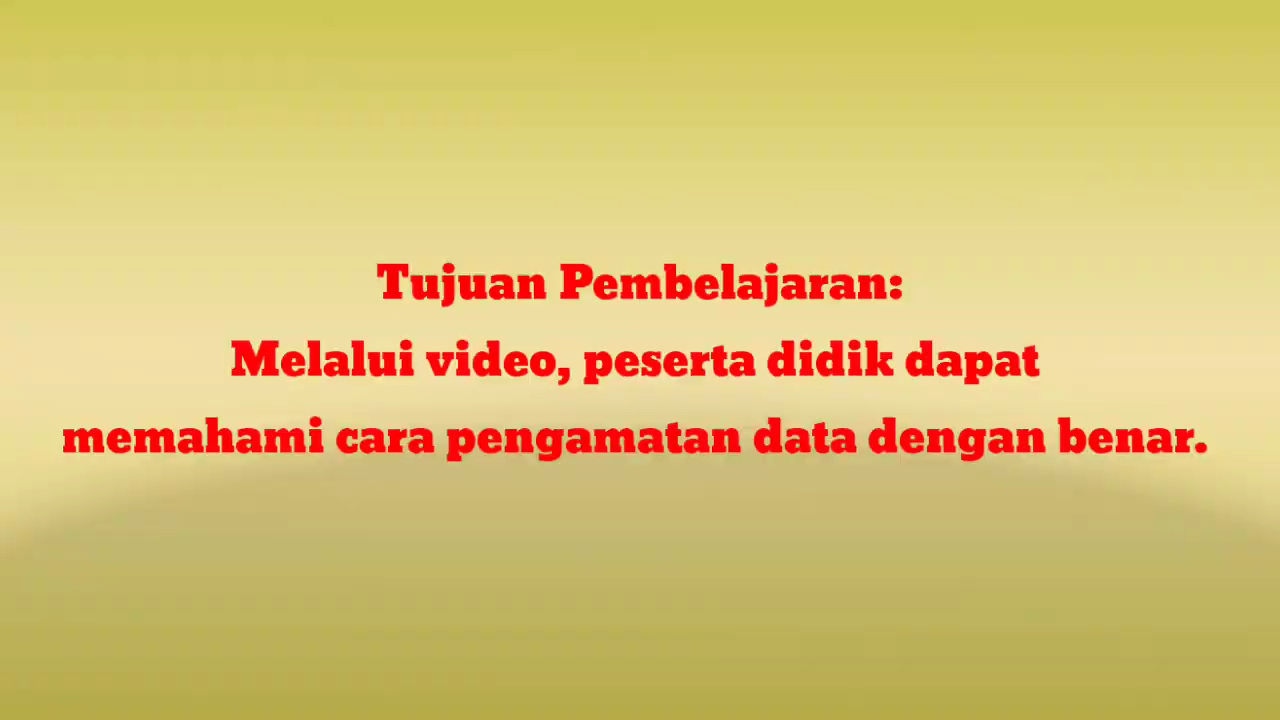 Tujuan Pembelajaran:
Melalui video, peserta didik dapat
memahami cara pengamatan data dengan benar.